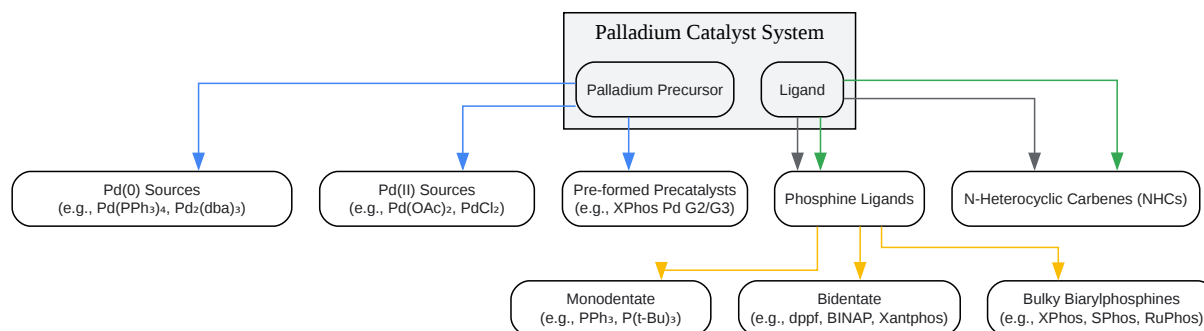 Palladium Catalyst System
Palladium Precursor
Ligand
Pd(0) Sources
(e.g., Pd(PPh₃)₄, Pd₂(dba)₃)
Pd(II) Sources
(e.g., Pd(OAc)₂, PdCl₂)
Pre-formed Precatalysts
(e.g., XPhos Pd G2/G3)
Phosphine Ligands
N-Heterocyclic Carbenes (NHCs)
Monodentate
(e.g., PPh₃, P(t-Bu)₃)
Bidentate
(e.g., dppf, BINAP, Xantphos)
Bulky Biarylphosphines
(e.g., XPhos, SPhos, RuPhos)